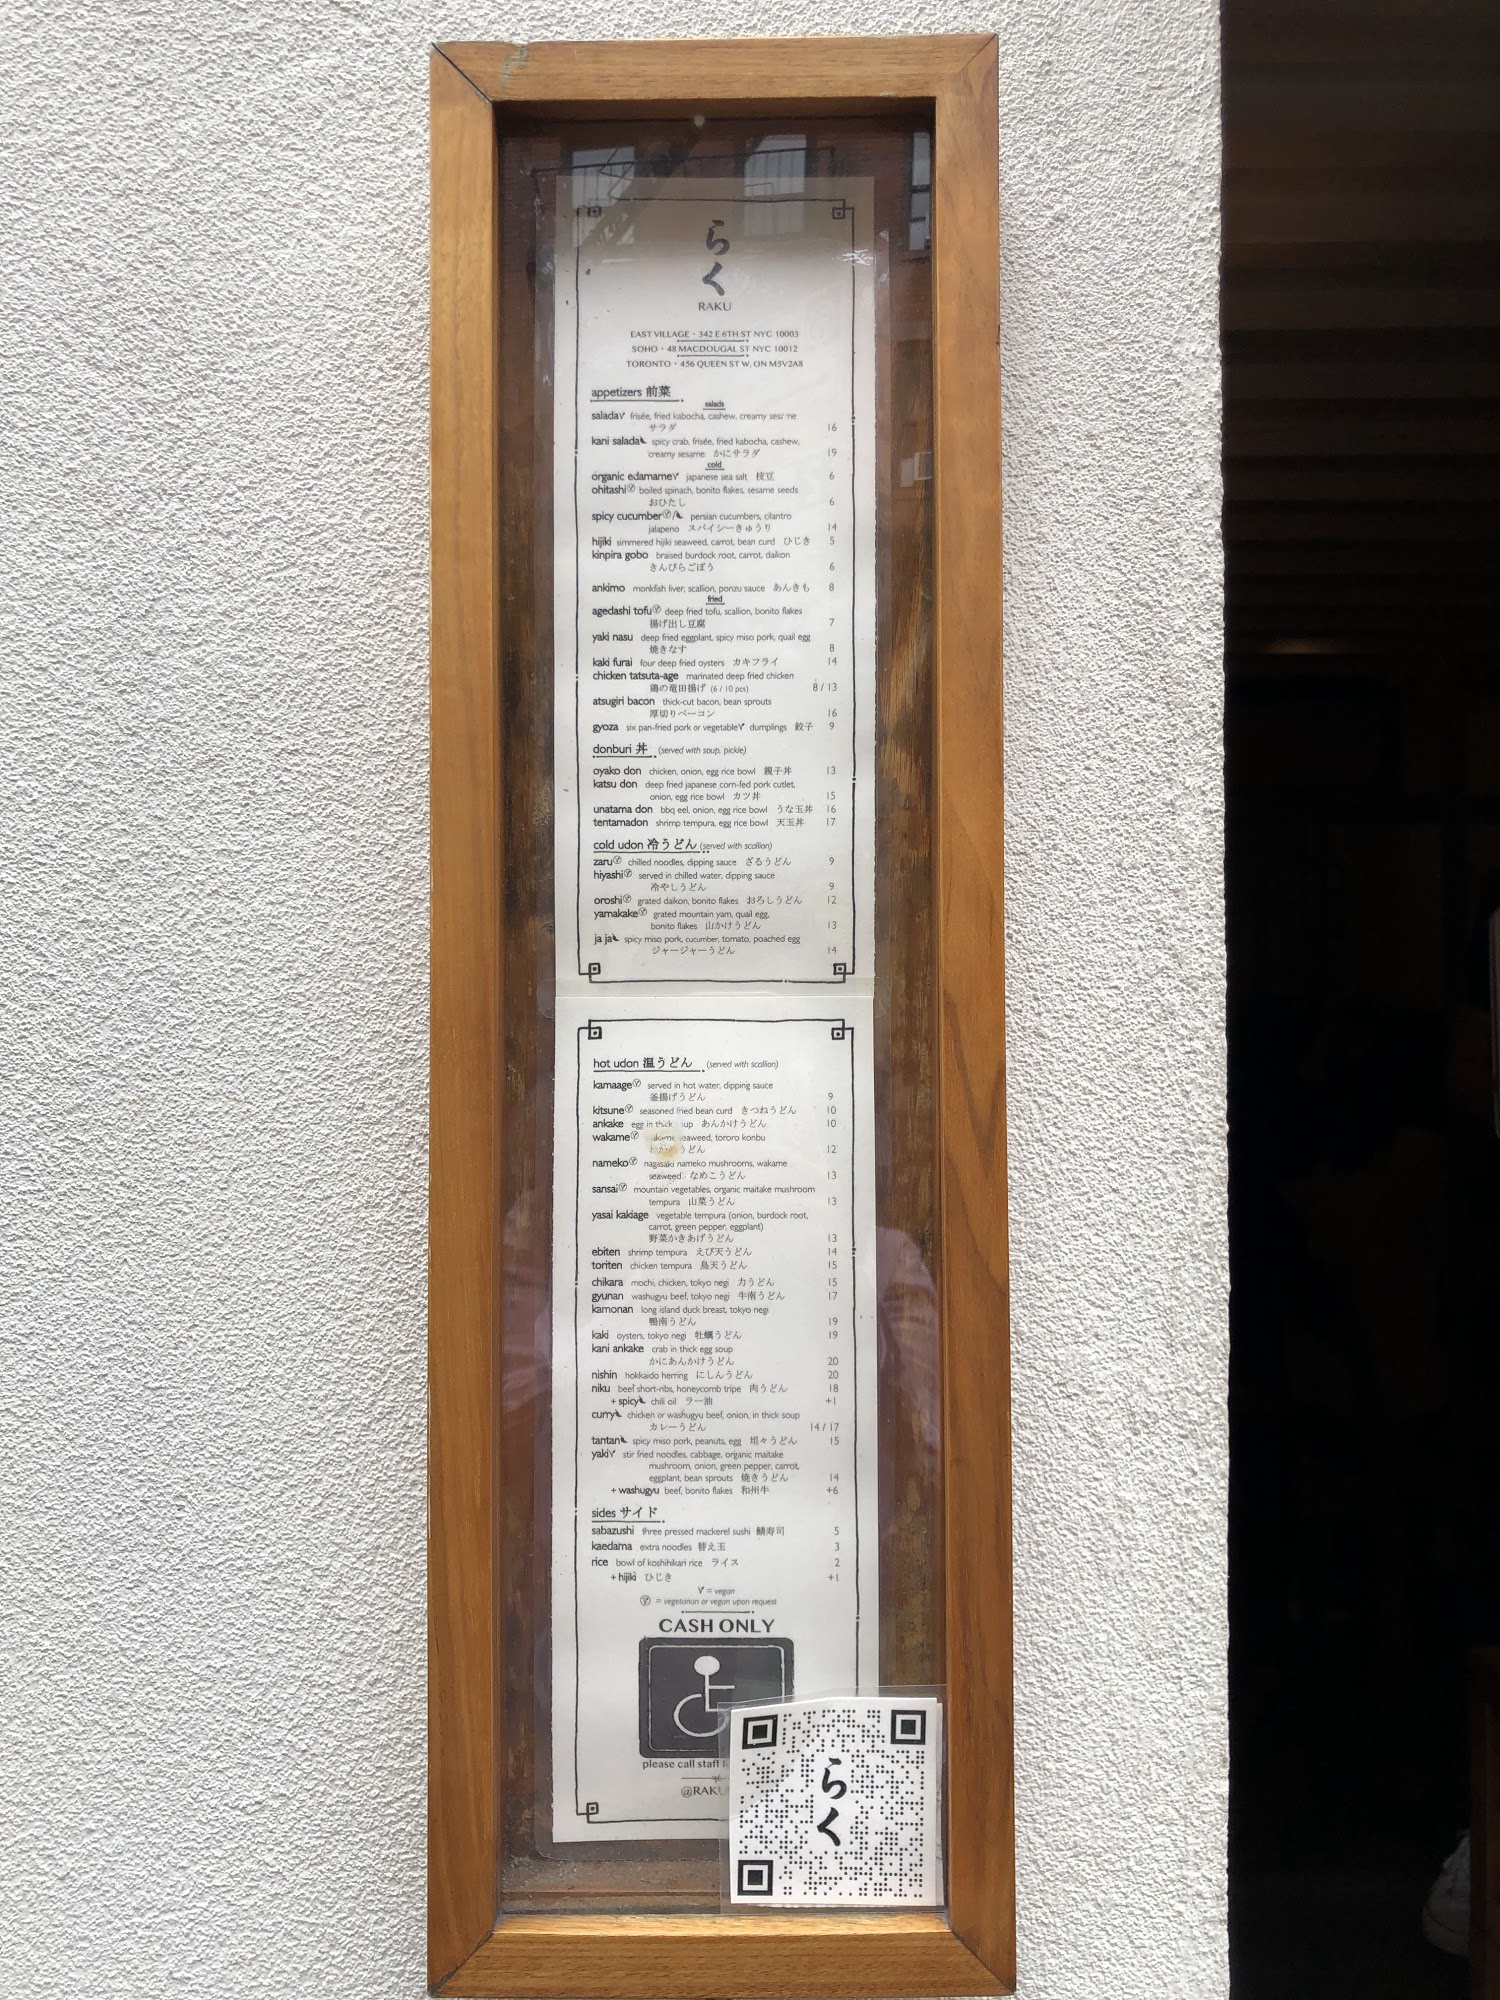 らく
RAKU
EAST VILLAGE・342 E 6TH ST NYC 10003
SOHO・48 MACDOUGAL ST NYC 10012
TORONTO・456 QUEEN ST W, ON M5V2A8
appetizers 前菜
salads
salada frisée, fried kabocha, cashew, creamy sesame
サラダ 16
kani salada spicy crab, frisée, fried kabocha, cashew,
creamy sesame かにサラダ 19
cold
organic edamame japanese sea salt 枝豆 6
ohitashi boiled spinach, bonito flakes, sesame seeds
おひたし 6
spicy cucumber / persian cucumbers, cilantro
jalapeno スパイシーきゅうり 14
hijiki simmered hijiki seaweed, carrot, bean curd ひじき 5
kinpira gobo braised burdock root, carrot, daikon
きんぴらごぼう 6
ankimo monkfish liver, scallion, ponzu sauce あんきも 8
fried
agedashi tofu deep fried tofu, scallion, bonito flakes
揚げ出し豆腐 7
yaki nasu deep fried eggplant, spicy miso pork, quail egg
焼きなす 8
kaki furai four deep fried oysters カキフライ 14
chicken tatsuta-age marinated deep fried chicken
鶏の竜田揚げ (6 / 10 pcs) 8 / 13
atsugiri bacon thick-cut bacon, bean sprouts
厚切りベーコン 16
gyoza six pan-fried pork or vegetable dumplings 餃子 9
donburi 丼 (served with soup, pickle)
oyako don chicken, onion, egg rice bowl 親子丼 13
katsu don deep fried japanese corn-fed pork cutlet,
onion, egg rice bowl カツ丼 15
unatama don bbq eel, onion, egg rice bowl うな玉丼 16
tentamadon shrimp tempura, egg rice bowl 天玉丼 17
cold udon 冷うどん (served with scallion)
zaru chilled noodles, dipping sauce ざるうどん 9
hiyashi served in chilled water, dipping sauce
冷やしうどん 9
oroshi grated daikon, bonito flakes おろしうどん 12
yamakake grated mountain yam, quail egg,
bonito flakes 山かけうどん 13
ja ja spicy miso pork, cucumber, tomato, poached egg
ジャージャーうどん 14
hot udon 温うどん (served with scallion)
kamaage served in hot water, dipping sauce
釜揚げうどん 9
kitsune seasoned fried bean curd きつねうどん 10
ankake egg in thick soup あんかけうどん 10
wakame wakame seaweed, tororo konbu
わかめうどん 12
nameko nagasaki nameko mushrooms, wakame
seaweed なめこうどん 13
sansai mountain vegetables, organic maitake mushroom
tempura 山菜うどん 13
yasai kakiage vegetable tempura (onion, burdock root,
carrot, green pepper, eggplant)
野菜かきあげうどん 13
ebiten shrimp tempura えび天うどん 14
toriten chicken tempura 鳥天うどん 15
chikara mochi, chicken, tokyo negi 力うどん 15
gyunan washugyu beef, tokyo negi 牛南うどん 17
kamonan long island duck breast, tokyo negi
鴨南うどん 19
kaki oysters, tokyo negi 牡蠣うどん 19
kani ankake crab in thick egg soup
かにあんかけうどん 20
nishin hokkaido herring にしんうどん 20
niku beef short-ribs, honeycomb tripe 肉うどん 18
+ spicy chili oil ラー油 +1
curry chicken or washugyu beef, onion, in thick soup
カレーうどん 14 / 17
tantan spicy miso pork, peanuts, egg 坦々うどん 15
yaki stir fried noodles, cabbage, organic maitake
mushroom, onion, green pepper, carrot,
eggplant, bean sprouts 焼きうどん 14
+ washugyu beef, bonito flakes 和州牛 +6
sides サイド
sabazushi three pressed mackerel sushi 鯖寿司 5
kaedama extra noodles 替え玉 3
rice bowl of koshihikari rice ライス 2
+ hijiki ひじき +1
V = vegan
Ⓥ = vegetarian or vegan upon request
CASH ONLY
please call staff
@RAKU
らく